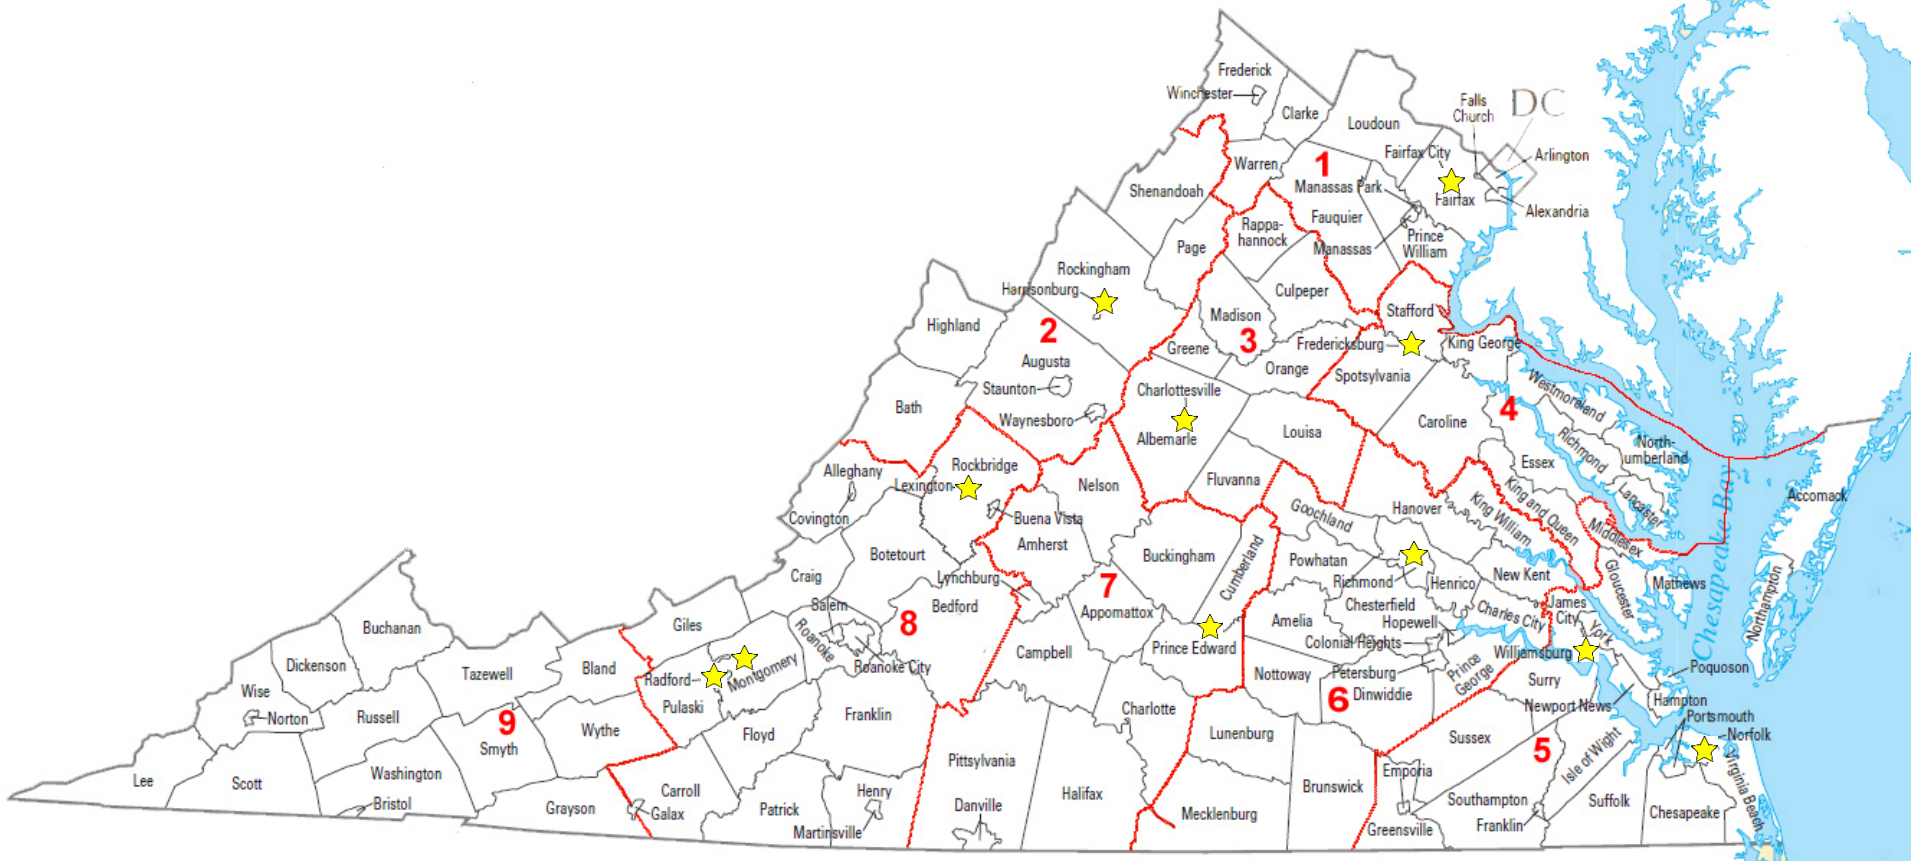 Frederick
Winchester
Clarke
Loudoun
Falls
Church
DC
Arlington
Fairfax City
Warren
1
Manassas Park
Fairfax
Alexandria
Shenandoah
Fauquier
Rappa-
hannock
Page
Manassas
Prince
William
Rockingham
Harrisonburg
Culpeper
Madison
Stafford
Highland
2
3
Fredericksburg
King George
Greene
Augusta
Orange
Spotsylvania
Staunton
Charlottesville
Westmoreland
Bath
Waynesboro
4
Caroline
Albemarle
Louisa
Richmond
North-
umberland
Alleghany
Rockbridge
Essex
Lexington
Nelson
Fluvanna
King and Queen
Lancaster
Accomack
Covington
Buena Vista
Goochland
Hanover
King William
Middlesex
Chesapeake Bay
Amherst
Botetourt
Buckingham
Cumberland
Powhatan
Richmond
Henrico
New Kent
Gloucester
Mathews
Northampton
Craig
Lynchburg
7
Bedford
Appomattox
Salem
8
Amelia
Chesterfield
Hopewell
Charles City
James
City
York
Buchanan
Giles
Roanoke
Colonial Heights
Campbell
Prince Edward
Williamsburg
Dickenson
Tazewell
Bland
Radford
Montgomery
Roanoke City
Nottoway
Petersburg
Prince
George
Poquoson
Wise
Surry
6
Dinwiddie
Norton
Russell
9
Smyth
Wythe
Pulaski
Franklin
Charlotte
Newport News
Hampton
Portsmouth
Floyd
Lunenburg
Sussex
5
Isle of Wight
Norfolk
Lee
Scott
Washington
Pittsylvania
Emporia
Virginia Beach
Bristol
Grayson
Carroll
Galax
Patrick
Henry
Martinsville
Danville
Halifax
Mecklenburg
Brunswick
Greensville
Southampton
Franklin
Suffolk
Chesapeake